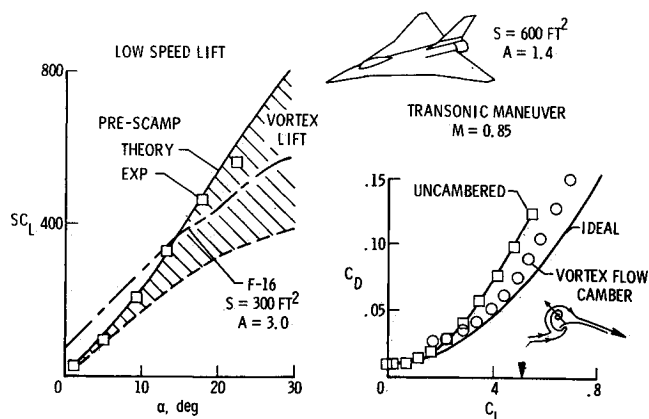 LOW SPEED LIFT
800
PRE-SCAMP
THEORY
EXP
VORTEX
LIFT
SC_L
400
F-16
S = 300 FT²
A = 3.0
0
10
20
30
α, deg
S = 600 FT²
A = 1.4
TRANSONIC MANEUVER
M = 0.85
.15
UNCAMBERED
IDEAL
.10
C_D
VORTEX FLOW
CAMBER
.05
0
.4
.8
C_L